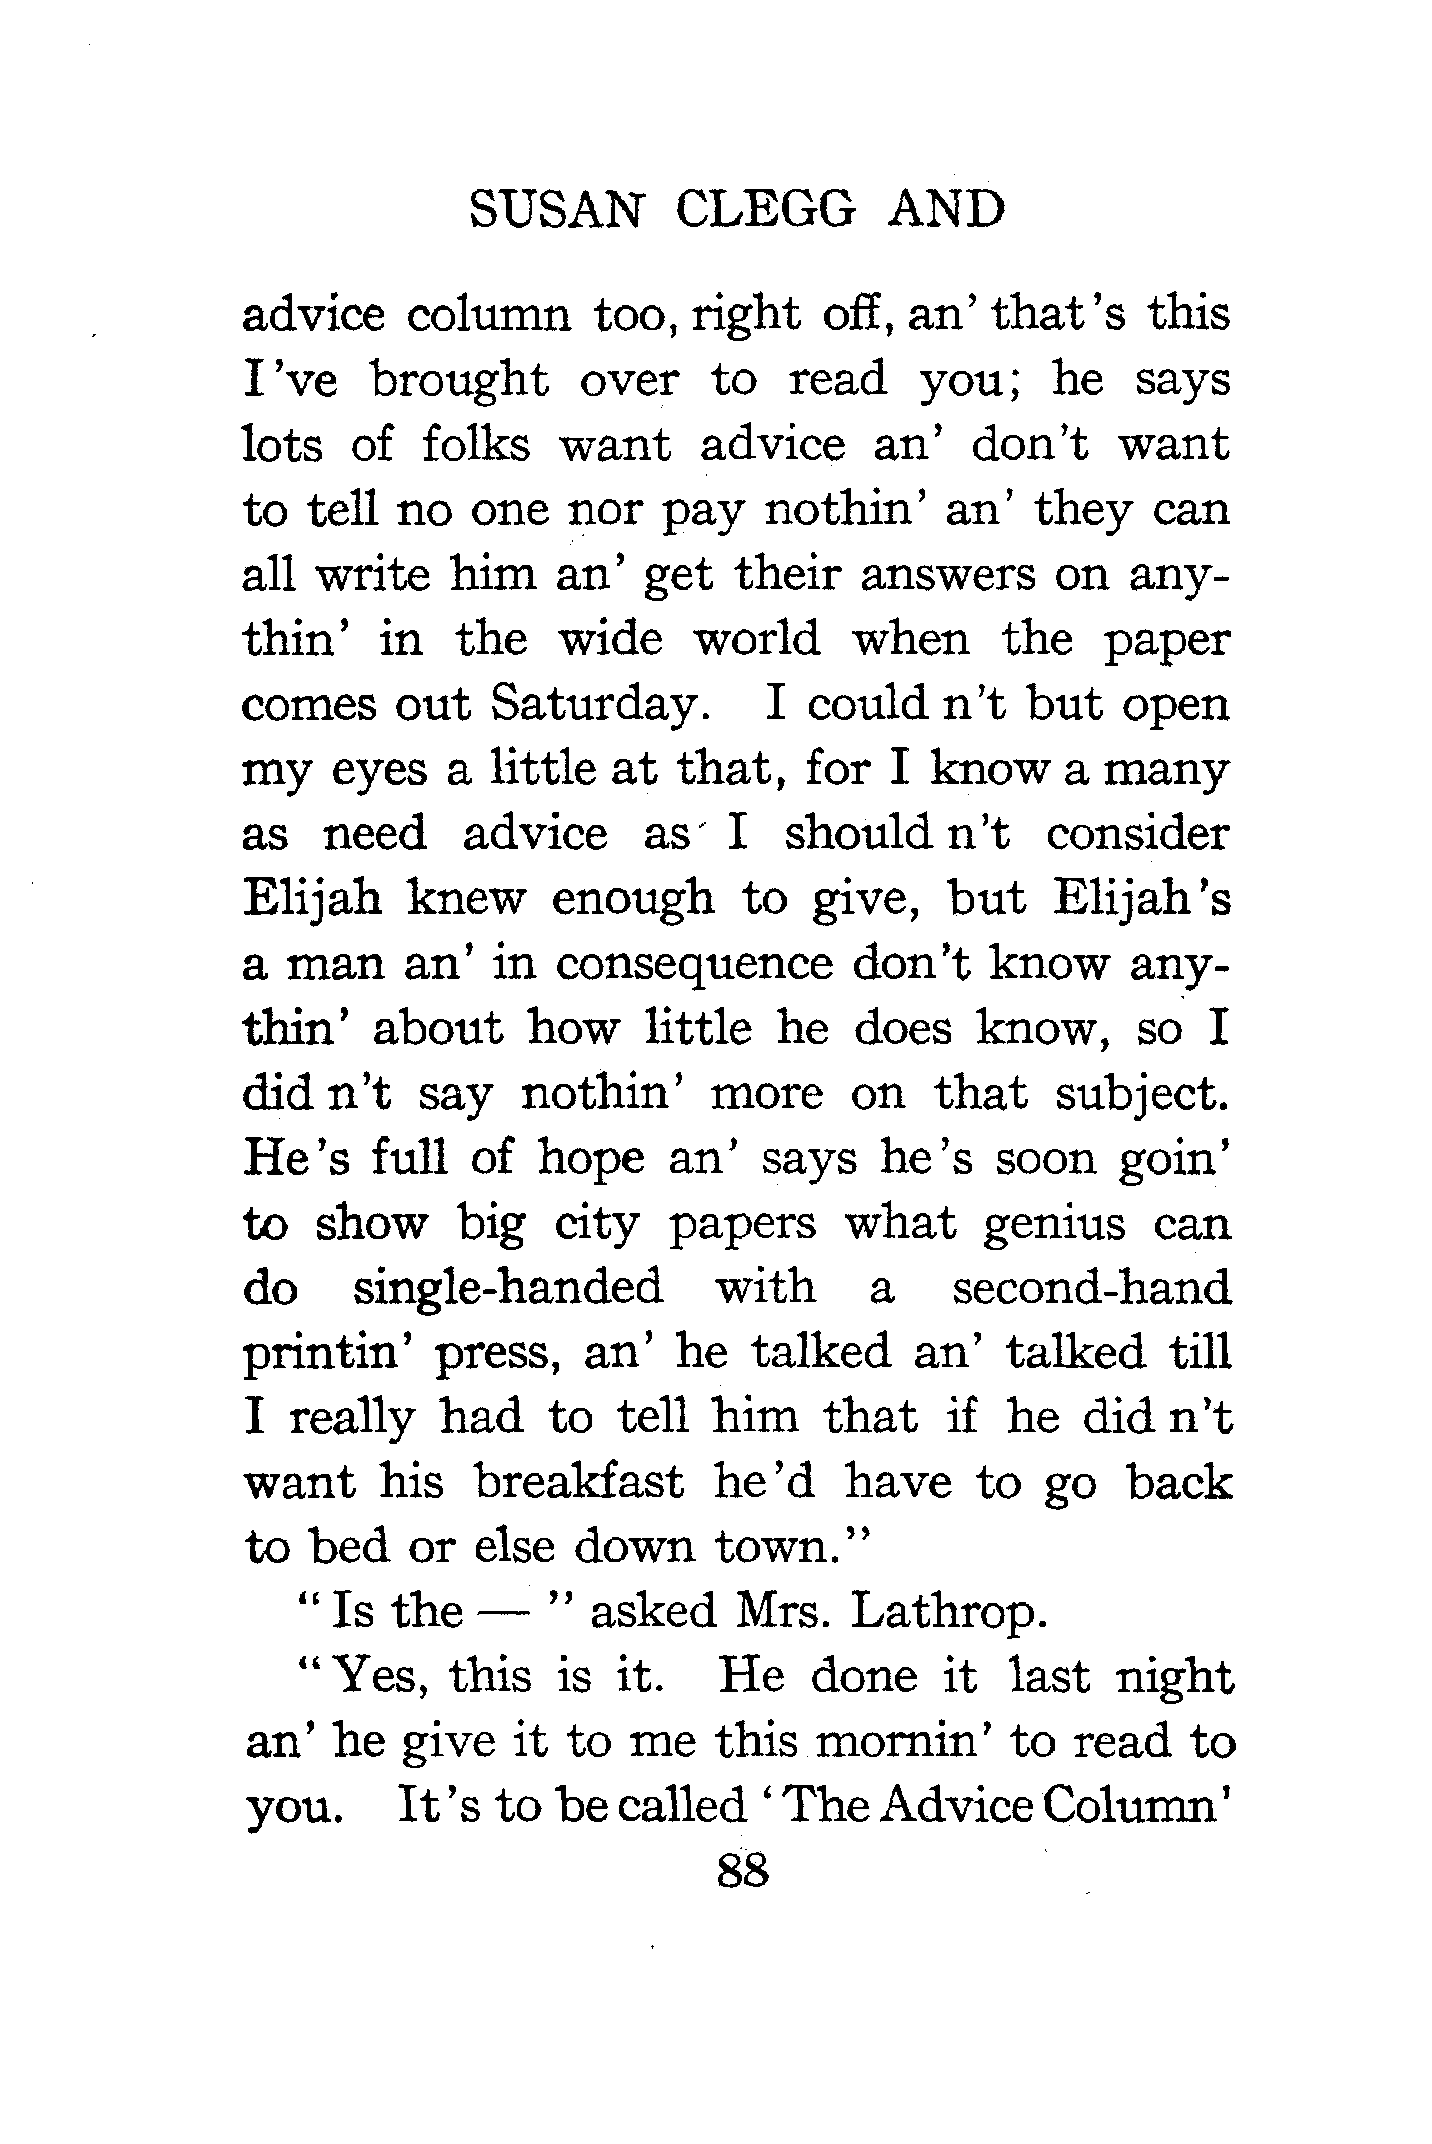 SUSAN CLEGG AND
advice column too, right off, an' that's this
I've brought over to read you; he says
lots of folks want advice an' don't want
to tell no one nor pay nothin' an' they can
all write him an' get their answers on any-
thin' in the wide world when the paper
comes out Saturday. I could n't but open
my eyes a little at that, for I know a many
as need advice as I should n't consider
Elijah knew enough to give, but Elijah's
a man an' in consequence don't know any-
thin' about how little he does know, so I
did n't say nothin' more on that subject.
He's full of hope an' says he's soon goin'
to show big city papers what genius can
do single-handed with a second-hand
printin' press, an' he talked an' talked till
I really had to tell him that if he did n't
want his breakfast he'd have to go back
to bed or else down town."
"Is the — " asked Mrs. Lathrop.
"Yes, this is it. He done it last night
an' he give it to me this mornin' to read to
you. It's to be called 'The Advice Column'
88